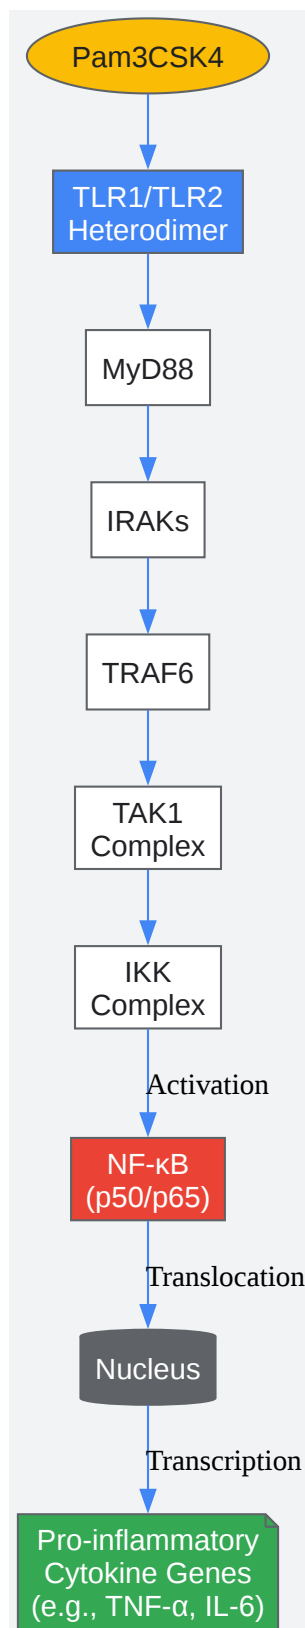 Pam3CSK4
TLR1/TLR2
Heterodimer
MyD88
IRAKs
TRAF6
TAK1
Complex
IKK
Complex
Activation
NF-κB
(p50/p65)
Translocation
Nucleus
Transcription
Pro-inflammatory
Cytokine Genes
(e.g., TNF-α, IL-6)